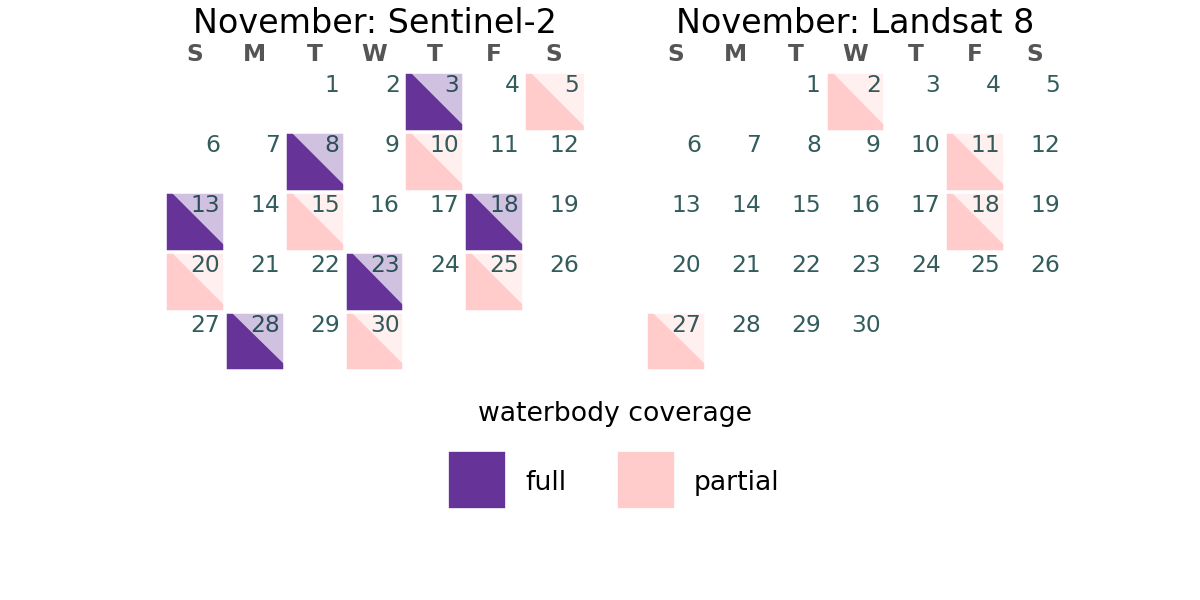 November: Sentinel-2
S M T W T F S
1 2 3 4 5
6 7 8 9 10 11 12
13 14 15 16 17 18 19
20 21 22 23 24 25 26
27 28 29 30
November: Landsat 8
S M T W T F S
1 2 3 4 5
6 7 8 9 10 11 12
13 14 15 16 17 18 19
20 21 22 23 24 25 26
27 28 29 30
waterbody coverage
full partial